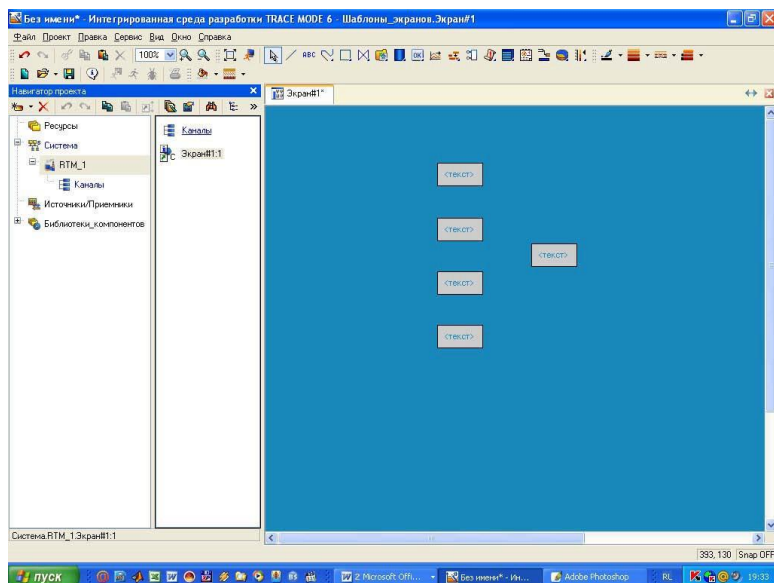 Без имени* - Интегрированная среда разработки TRACE MODE 6 - Шаблоны_экранов.Экран#1
Файл Проект Правка Сервис Вид Окно Справка
100%
ABC
OK
Навигатор проекта
Экран#1*
Ресурсы
Система
RTM_1
Каналы
Источники/Приемники
Библиотеки_компонентов
Каналы
Экран#1:1
<текст>
<текст>
<текст>
<текст>
<текст>
Система.RTM_1.Экран#1:1
393, 130 Snap OFF
пуск
2 Microsoft Offi...
Без имени* - Ин...
Adobe Photoshop
RL
19:33